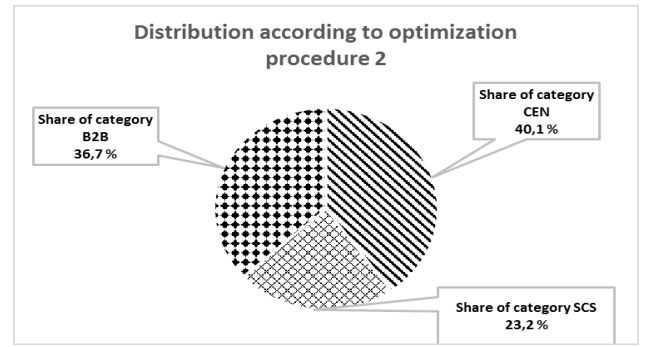 Distribution according to optimization
procedure 2
Share of category
CEN
40,1 %
Share of category
B2B
36,7 %
Share of category SCS
23,2 %